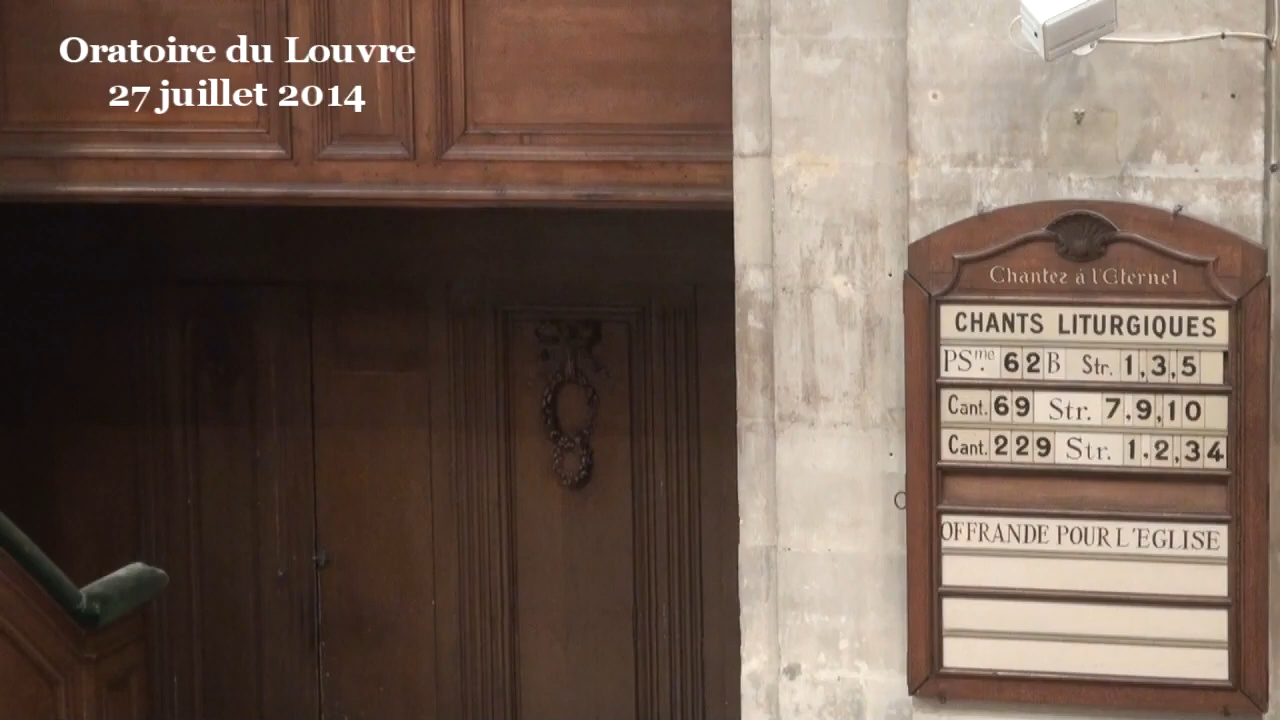 Oratoire du Louvre
27 juillet 2014
Chantez à l'Eternel
CHANTS LITURGIQUES
PSme. 62B Str. 1,3,5
Cant. 69 Str. 7,9,10
Cant. 229 Str. 1,2,34
OFFRANDE POUR L'EGLISE